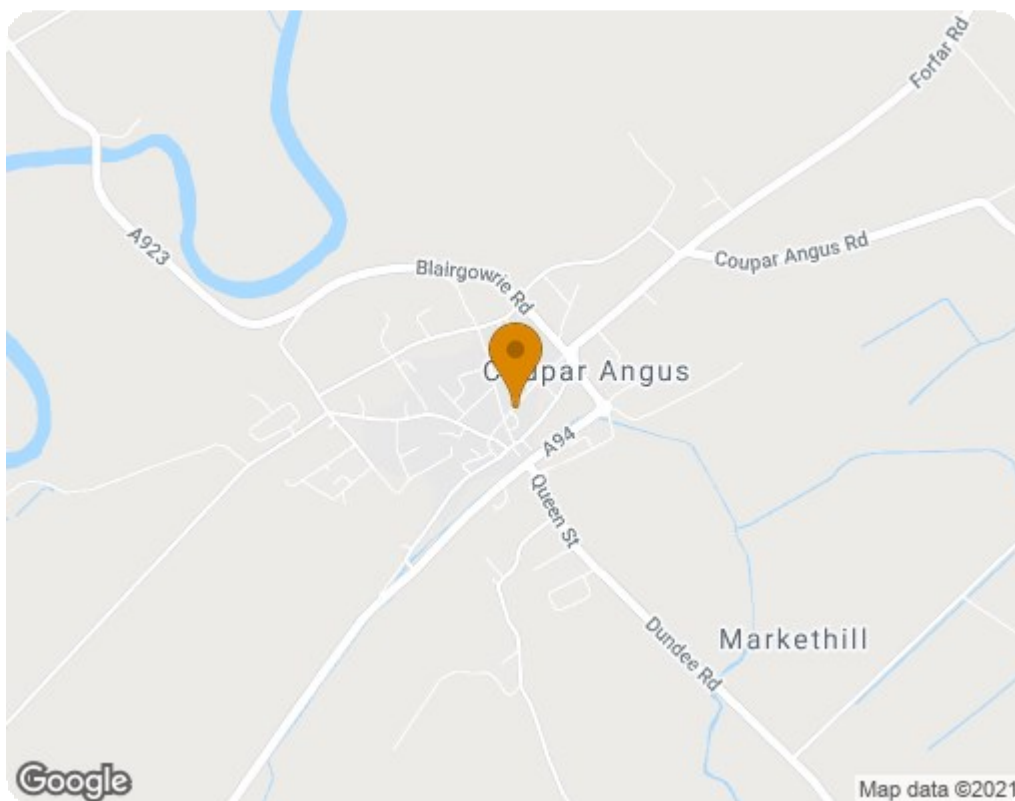 Forfar Rd
A923
Coupar Angus Rd
Blairgowrie Rd
Coupar Angus
A94
Queen St
Markethill
Dundee Rd
Google
Map data ©2021